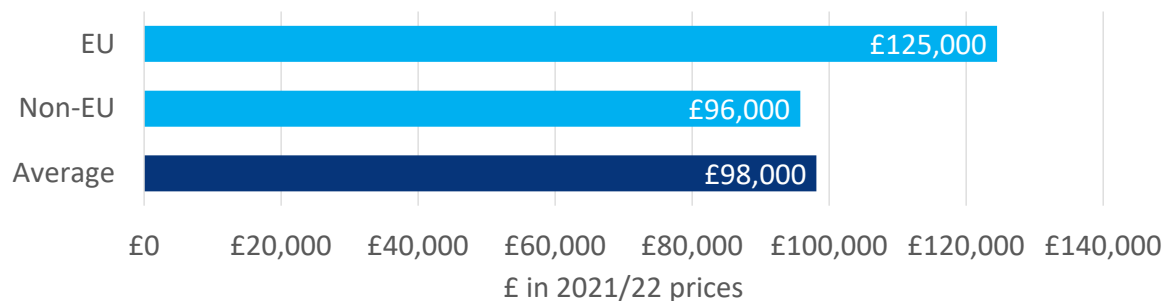 EU £125,000
Non-EU £96,000
Average £98,000
£0 £20,000 £40,000 £60,000 £80,000 £100,000 £120,000 £140,000
£ in 2021/22 prices